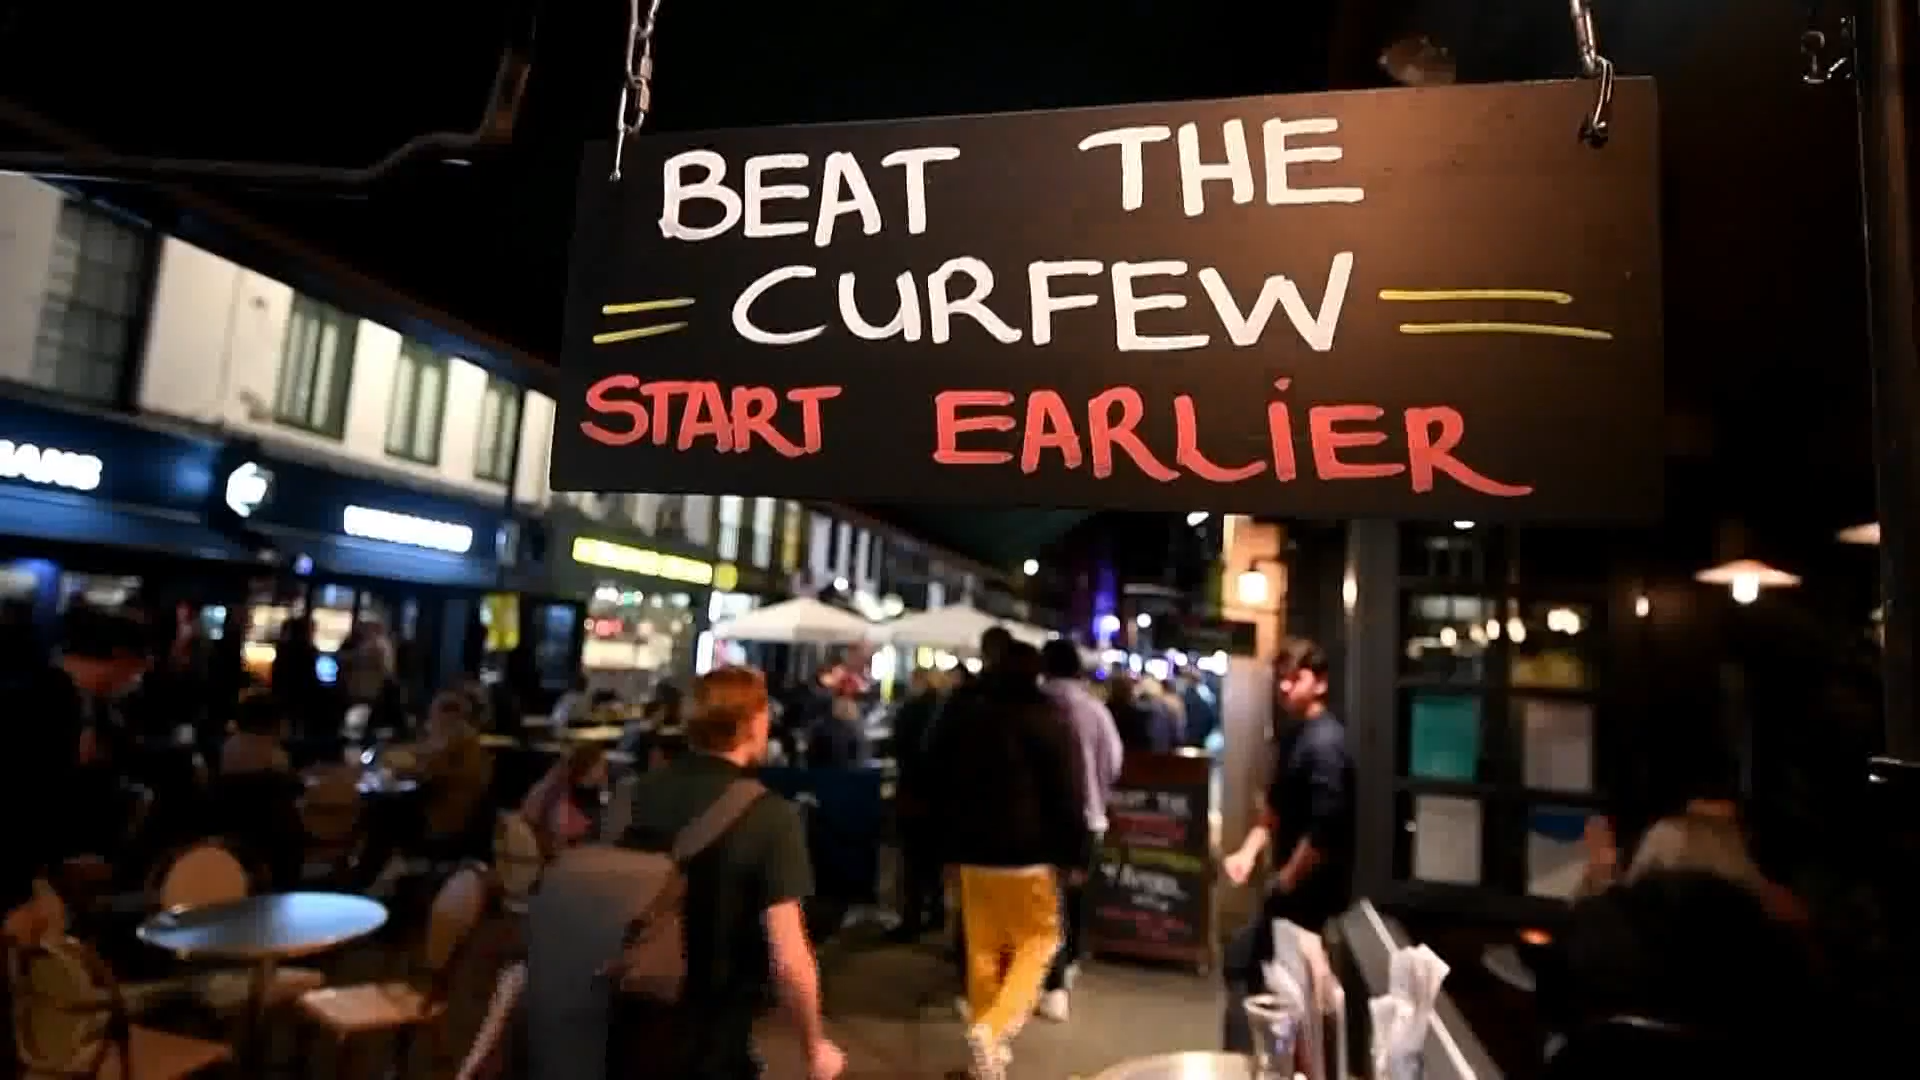 BEAT THE
= CURFEW =
START EARLIER